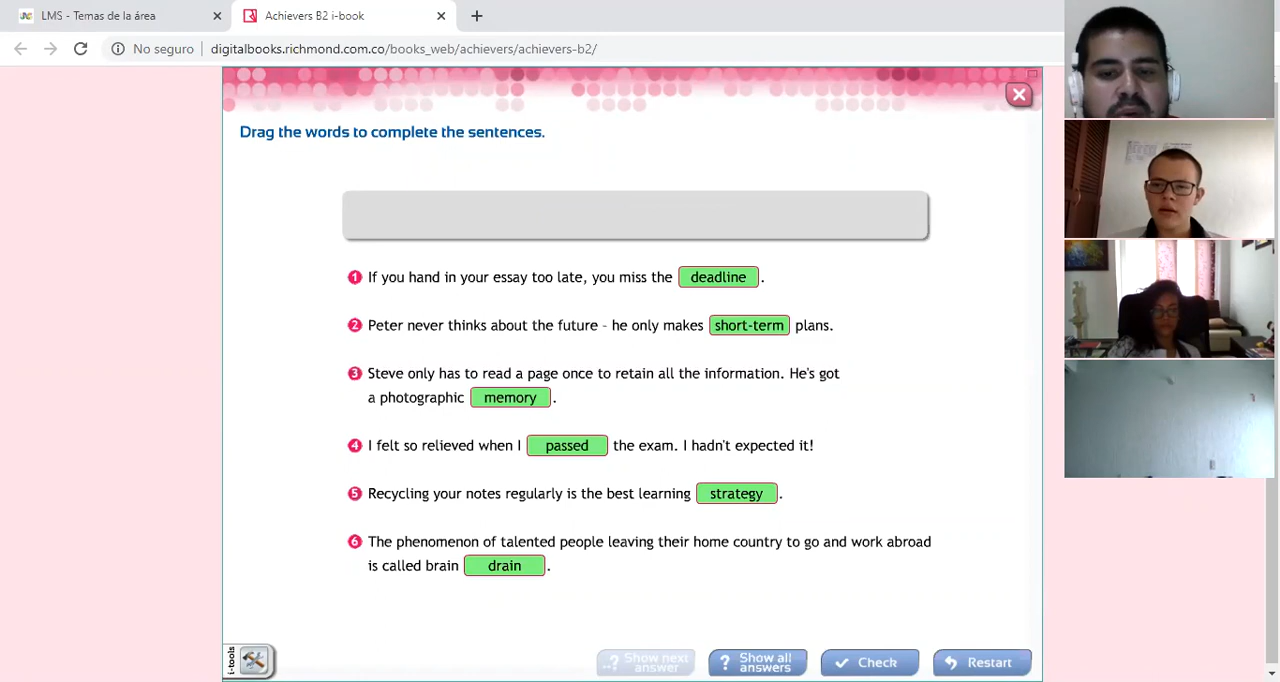 LMS - Temas de la área
Achievers B2 i-book
No seguro
digitalbooks.richmond.com.co/books_web/achievers/achievers-b2/
Drag the words to complete the sentences.
1 If you hand in your essay too late, you miss the deadline .
2 Peter never thinks about the future - he only makes short-term plans.
3 Steve only has to read a page once to retain all the information. He's got
a photographic memory .
4 I felt so relieved when I passed the exam. I hadn't expected it!
5 Recycling your notes regularly is the best learning strategy .
6 The phenomenon of talented people leaving their home country to go and work abroad
is called brain drain .
i-tools
..? Show next
answer
? Show all
answers
Check
Restart